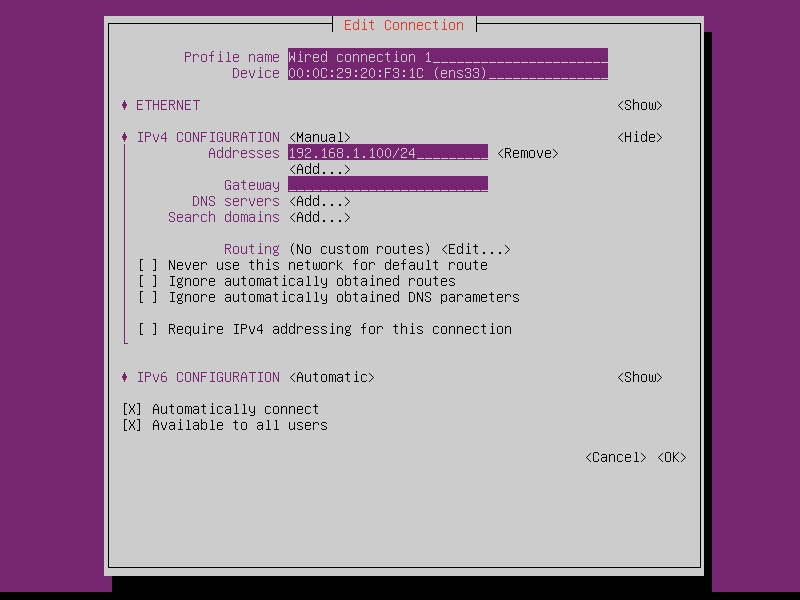 Edit Connection
Profile name Wired connection 1______________________
Device 00:0C:29:20:F3:1C (ens33)_______________
♦ ETHERNET <Show>
♦ IPv4 CONFIGURATION <Manual> <Hide>
Addresses 192.168.1.100/24_________ <Remove>
<Add...>
Gateway _________________________
DNS servers <Add...>
Search domains <Add...>
Routing (No custom routes) <Edit...>
[ ] Never use this network for default route
[ ] Ignore automatically obtained routes
[ ] Ignore automatically obtained DNS parameters
[ ] Require IPv4 addressing for this connection
♦ IPv6 CONFIGURATION <Automatic> <Show>
[X] Automatically connect
[X] Available to all users
<Cancel> <OK>